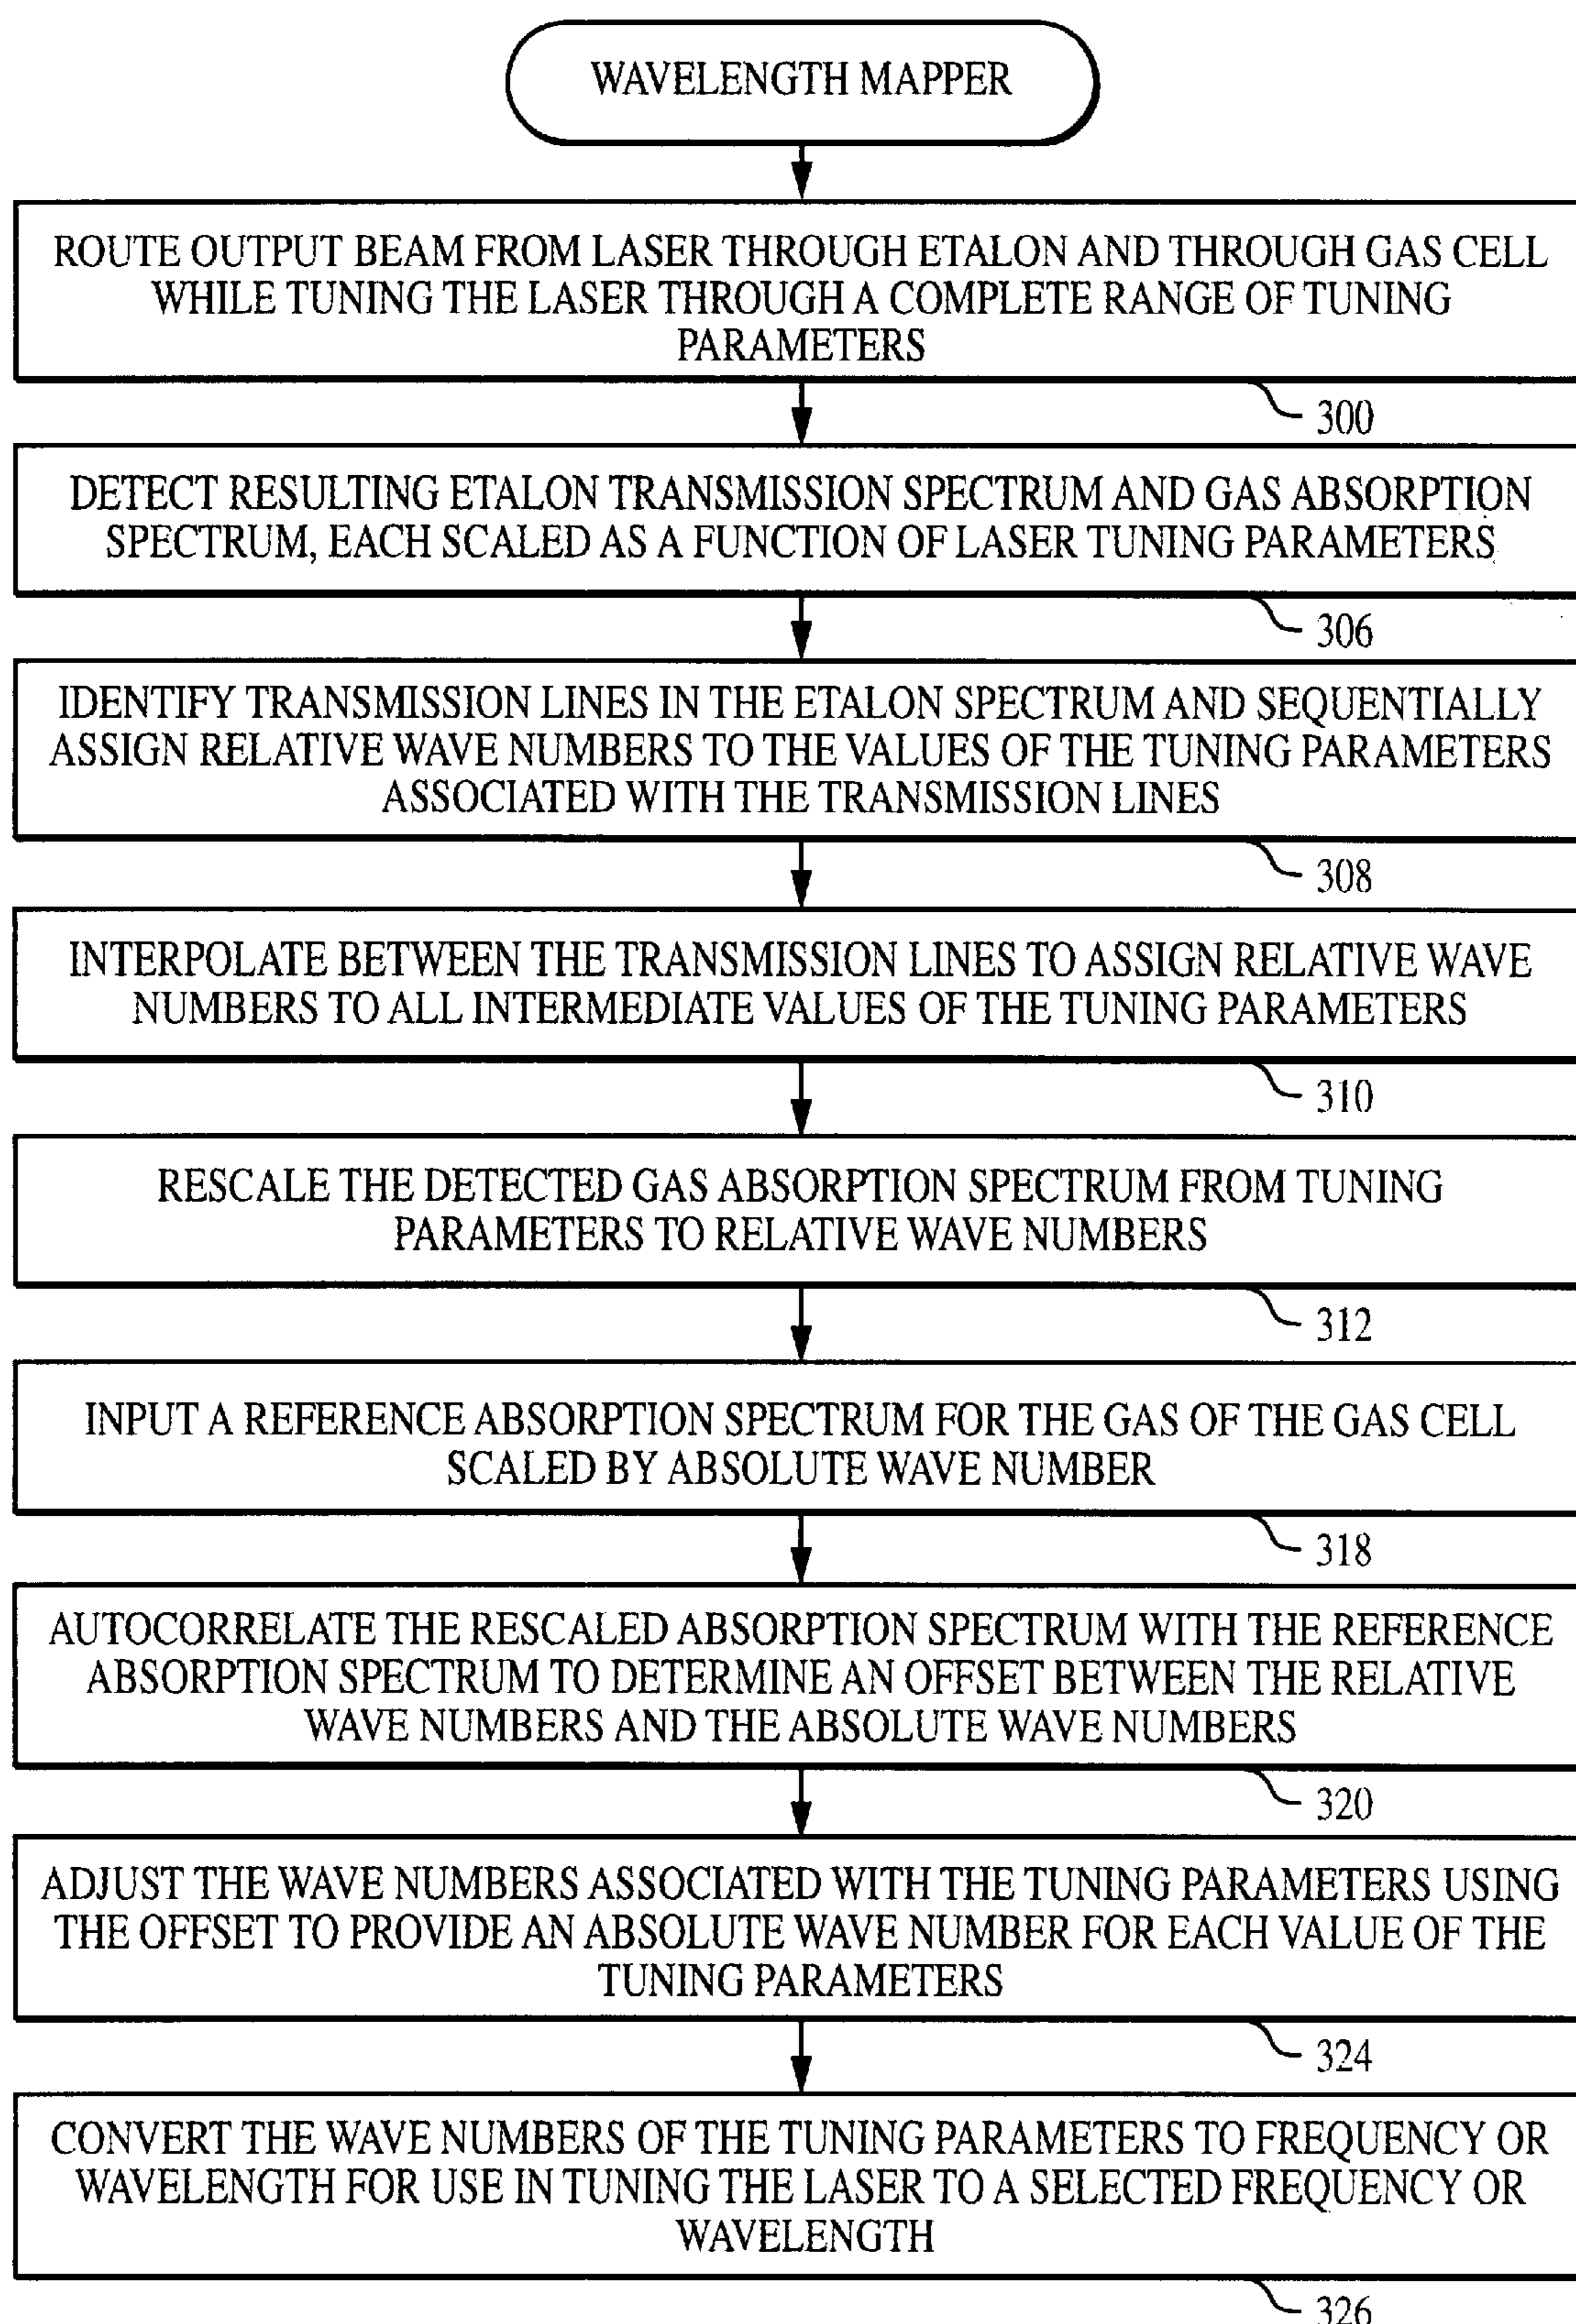 WAVELENGTH MAPPER
ROUTE OUTPUT BEAM FROM LASER THROUGH ETALON AND THROUGH GAS CELL
WHILE TUNING THE LASER THROUGH A COMPLETE RANGE OF TUNING
PARAMETERS
300
DETECT RESULTING ETALON TRANSMISSION SPECTRUM AND GAS ABSORPTION
SPECTRUM, EACH SCALED AS A FUNCTION OF LASER TUNING PARAMETERS
306
IDENTIFY TRANSMISSION LINES IN THE ETALON SPECTRUM AND SEQUENTIALLY
ASSIGN RELATIVE WAVE NUMBERS TO THE VALUES OF THE TUNING PARAMETERS
ASSOCIATED WITH THE TRANSMISSION LINES
308
INTERPOLATE BETWEEN THE TRANSMISSION LINES TO ASSIGN RELATIVE WAVE
NUMBERS TO ALL INTERMEDIATE VALUES OF THE TUNING PARAMETERS
310
RESCALE THE DETECTED GAS ABSORPTION SPECTRUM FROM TUNING
PARAMETERS TO RELATIVE WAVE NUMBERS
312
INPUT A REFERENCE ABSORPTION SPECTRUM FOR THE GAS OF THE GAS CELL
SCALED BY ABSOLUTE WAVE NUMBER
318
AUTOCORRELATE THE RESCALED ABSORPTION SPECTRUM WITH THE REFERENCE
ABSORPTION SPECTRUM TO DETERMINE AN OFFSET BETWEEN THE RELATIVE
WAVE NUMBERS AND THE ABSOLUTE WAVE NUMBERS
320
ADJUST THE WAVE NUMBERS ASSOCIATED WITH THE TUNING PARAMETERS USING
THE OFFSET TO PROVIDE AN ABSOLUTE WAVE NUMBER FOR EACH VALUE OF THE
TUNING PARAMETERS
324
CONVERT THE WAVE NUMBERS OF THE TUNING PARAMETERS TO FREQUENCY OR
WAVELENGTH FOR USE IN TUNING THE LASER TO A SELECTED FREQUENCY OR
WAVELENGTH
326